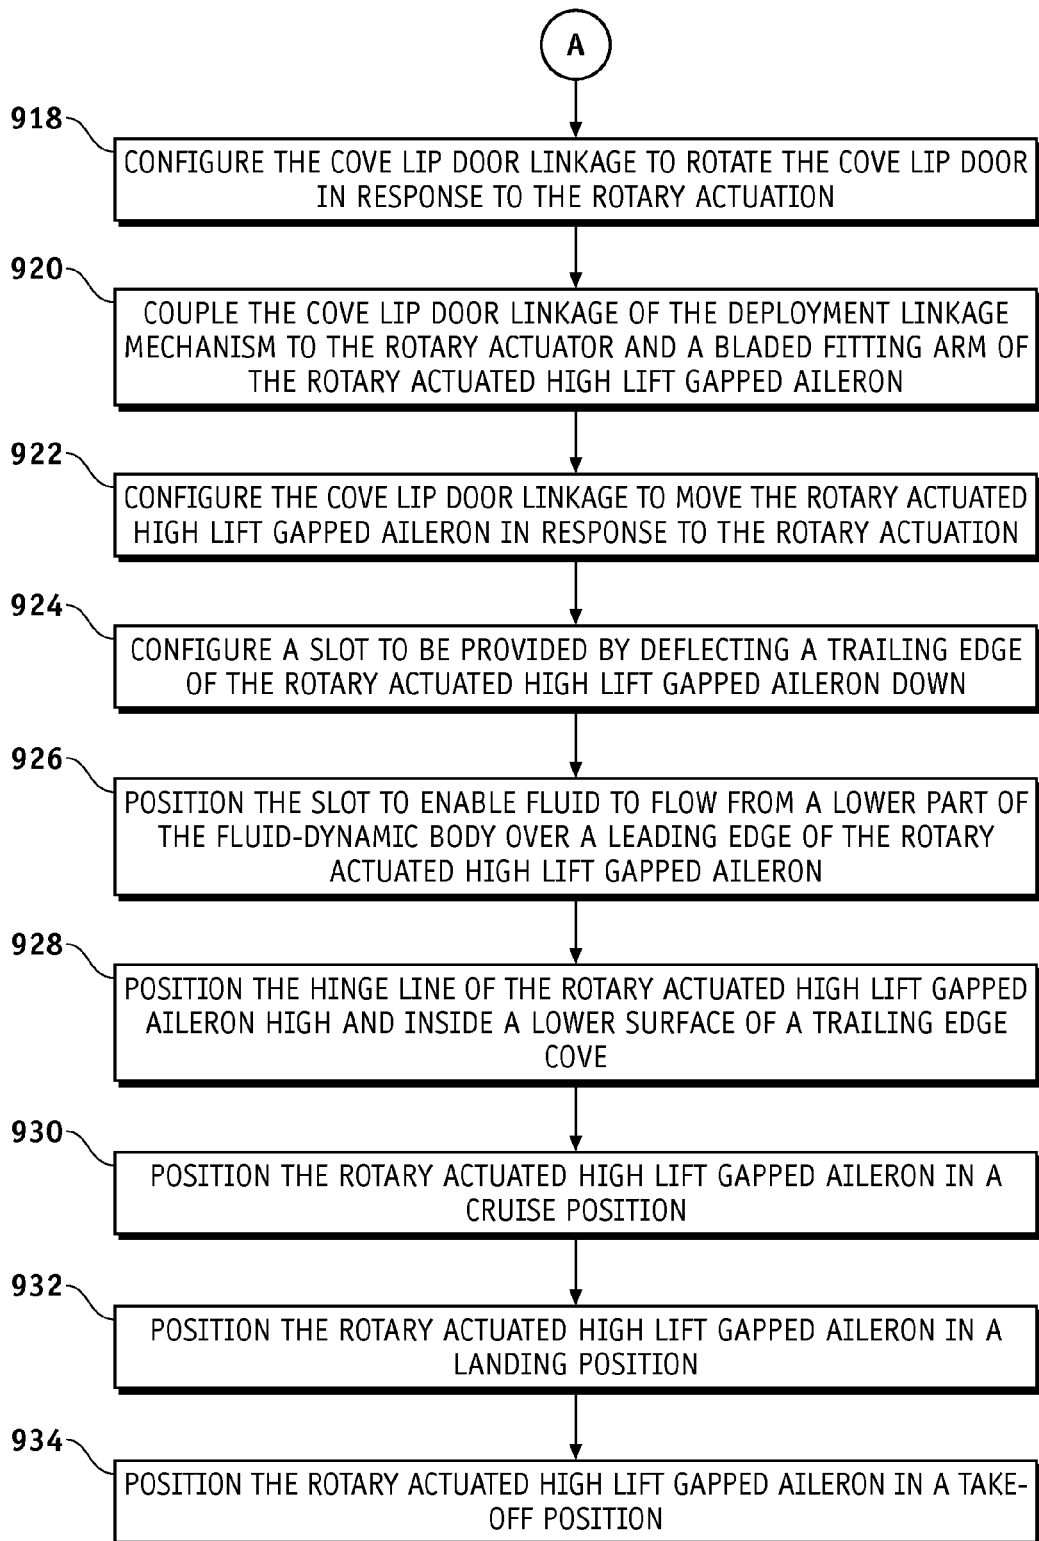 A
918
CONFIGURE THE COVE LIP DOOR LINKAGE TO ROTATE THE COVE LIP DOOR
IN RESPONSE TO THE ROTARY ACTUATION
920
COUPLE THE COVE LIP DOOR LINKAGE OF THE DEPLOYMENT LINKAGE
MECHANISM TO THE ROTARY ACTUATOR AND A BLADED FITTING ARM OF
THE ROTARY ACTUATED HIGH LIFT GAPPED AILERON
922
CONFIGURE THE COVE LIP DOOR LINKAGE TO MOVE THE ROTARY ACTUATED
HIGH LIFT GAPPED AILERON IN RESPONSE TO THE ROTARY ACTUATION
924
CONFIGURE A SLOT TO BE PROVIDED BY DEFLECTING A TRAILING EDGE
OF THE ROTARY ACTUATED HIGH LIFT GAPPED AILERON DOWN
926
POSITION THE SLOT TO ENABLE FLUID TO FLOW FROM A LOWER PART OF
THE FLUID-DYNAMIC BODY OVER A LEADING EDGE OF THE ROTARY
ACTUATED HIGH LIFT GAPPED AILERON
928
POSITION THE HINGE LINE OF THE ROTARY ACTUATED HIGH LIFT GAPPED
AILERON HIGH AND INSIDE A LOWER SURFACE OF A TRAILING EDGE
COVE
930
POSITION THE ROTARY ACTUATED HIGH LIFT GAPPED AILERON IN A
CRUISE POSITION
932
POSITION THE ROTARY ACTUATED HIGH LIFT GAPPED AILERON IN A
LANDING POSITION
934
POSITION THE ROTARY ACTUATED HIGH LIFT GAPPED AILERON IN A TAKE-
OFF POSITION